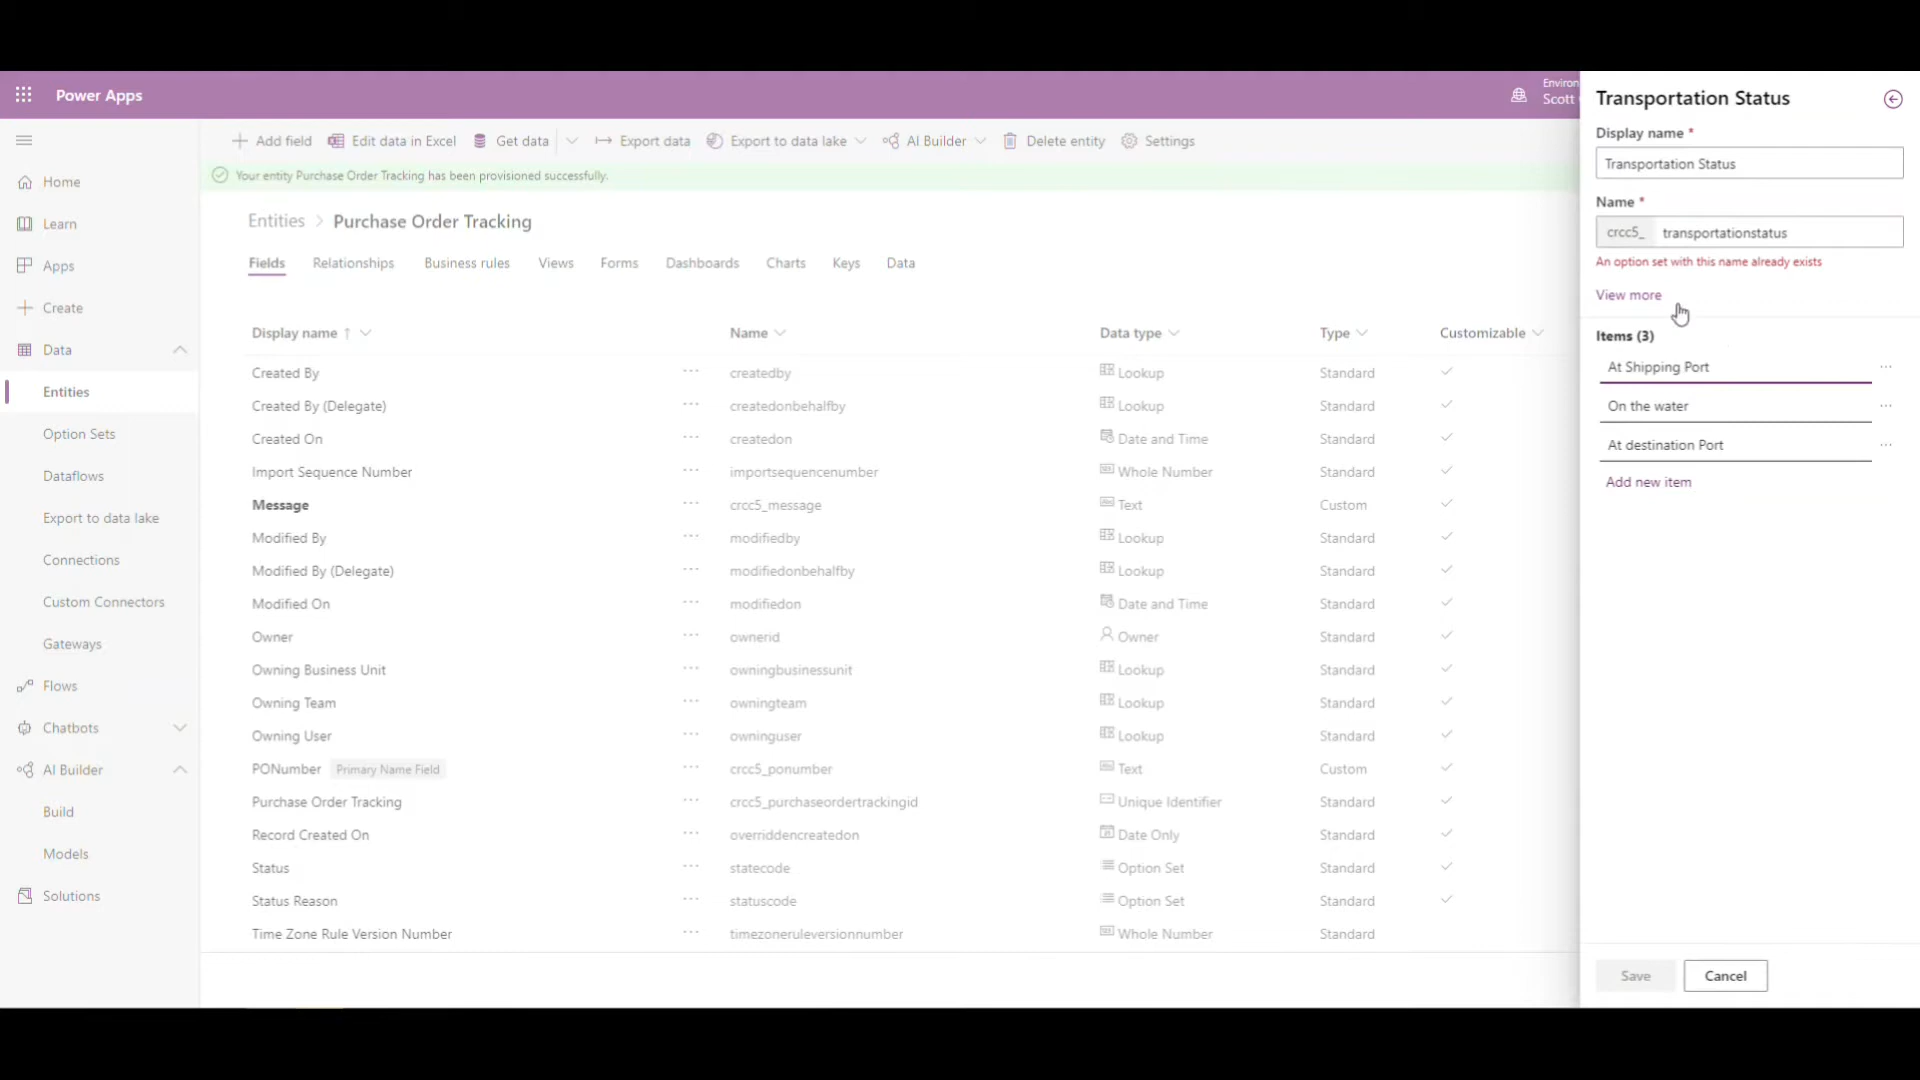 Power Apps
Environ
Scott
Home
Learn
Apps
Create
Data
Entities
Option Sets
Dataflows
Export to data lake
Connections
Custom Connectors
Gateways
Flows
Chatbots
AI Builder
Build
Models
Solutions
Add field Edit data in Excel Get data Export data Export to data lake AI Builder Delete entity Settings
Your entity Purchase Order Tracking has been provisioned successfully.
Entities > Purchase Order Tracking
Fields Relationships Business rules Views Forms Dashboards Charts Keys Data
Display name ↑ Name Data type Type Customizable
Created By ··· createdby Lookup Standard ✓
Created By (Delegate) ··· createdonbehalfby Lookup Standard ✓
Created On ··· createdon Date and Time Standard ✓
Import Sequence Number ··· importsequencenumber Whole Number Standard ✓
Message ··· crcc5_message Text Custom ✓
Modified By ··· modifiedby Lookup Standard ✓
Modified By (Delegate) ··· modifiedonbehalfby Lookup Standard ✓
Modified On ··· modifiedon Date and Time Standard ✓
Owner ··· ownerid Owner Standard ✓
Owning Business Unit ··· owningbusinessunit Lookup Standard ✓
Owning Team ··· owningteam Lookup Standard ✓
Owning User ··· owninguser Lookup Standard ✓
PONumber Primary Name Field ··· crcc5_ponumber Text Custom ✓
Purchase Order Tracking ··· crcc5_purchaseordertrackingid Unique Identifier Standard ✓
Record Created On ··· overriddencreatedon Date Only Standard ✓
Status ··· statecode Option Set Standard ✓
Status Reason ··· statuscode Option Set Standard ✓
Time Zone Rule Version Number ··· timezoneruleversionnumber Whole Number Standard
Transportation Status
Display name *
Transportation Status
Name *
crcc5_ transportationstatus
An option set with this name already exists
View more
Items (3)
At Shipping Port ···
On the water ···
At destination Port ···
Add new item
Save Cancel